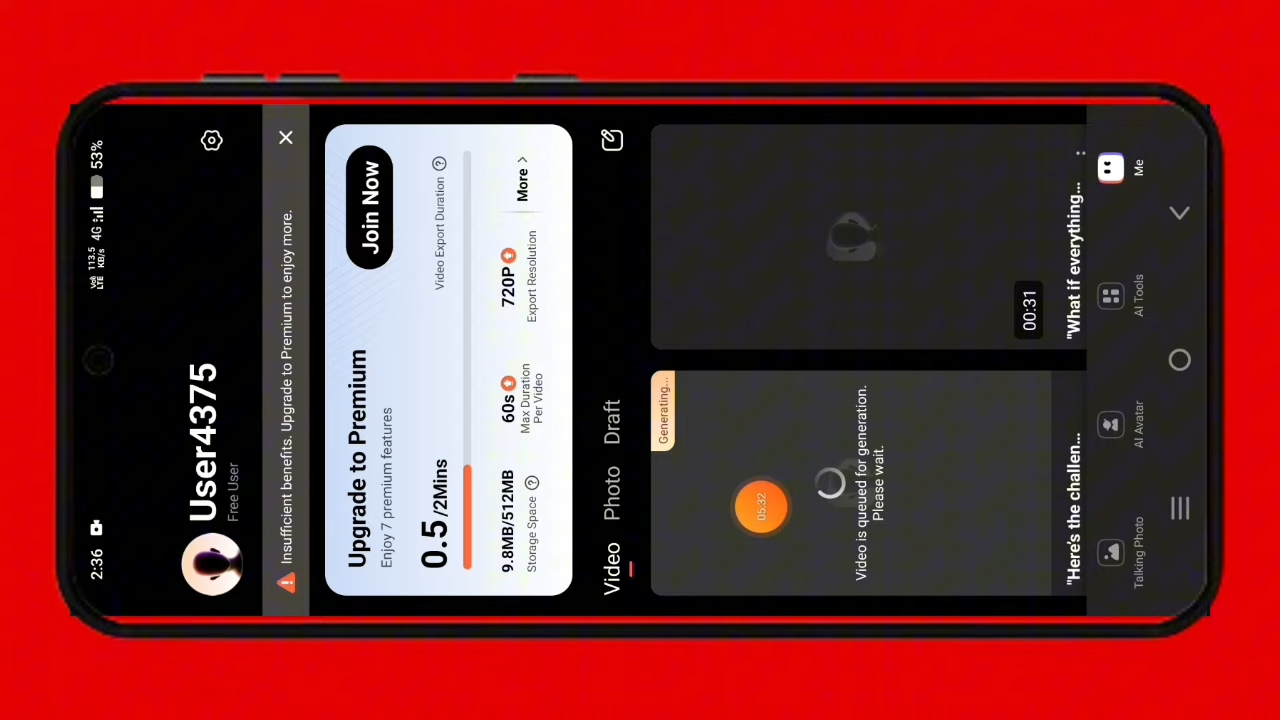 2:36
Voi LTE 113.5 KB/s 4G 53%
User4375
Free User
Insufficient benefits. Upgrade to Premium to enjoy more.
Upgrade to Premium
Join Now
Enjoy 7 premium features
0.5/2Mins
Video Export Duration ?
9.8MB/512MB
Storage Space ?
60s
Max Duration
Per Video
720P
Export Resolution
More >
Video Photo Draft
Generating...
05:32
Video is queued for generation.
Please wait.
"Here's the challen...
00:31
"What if everything...
Talking Photo
AI Avatar
AI Tools
Me